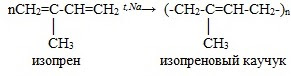 nCH₂=C-CH=CH₂ t,Na→ (-CH₂-C=CH-CH₂-)ₙ
CH₃ CH₃
изопрен изопреновый каучук